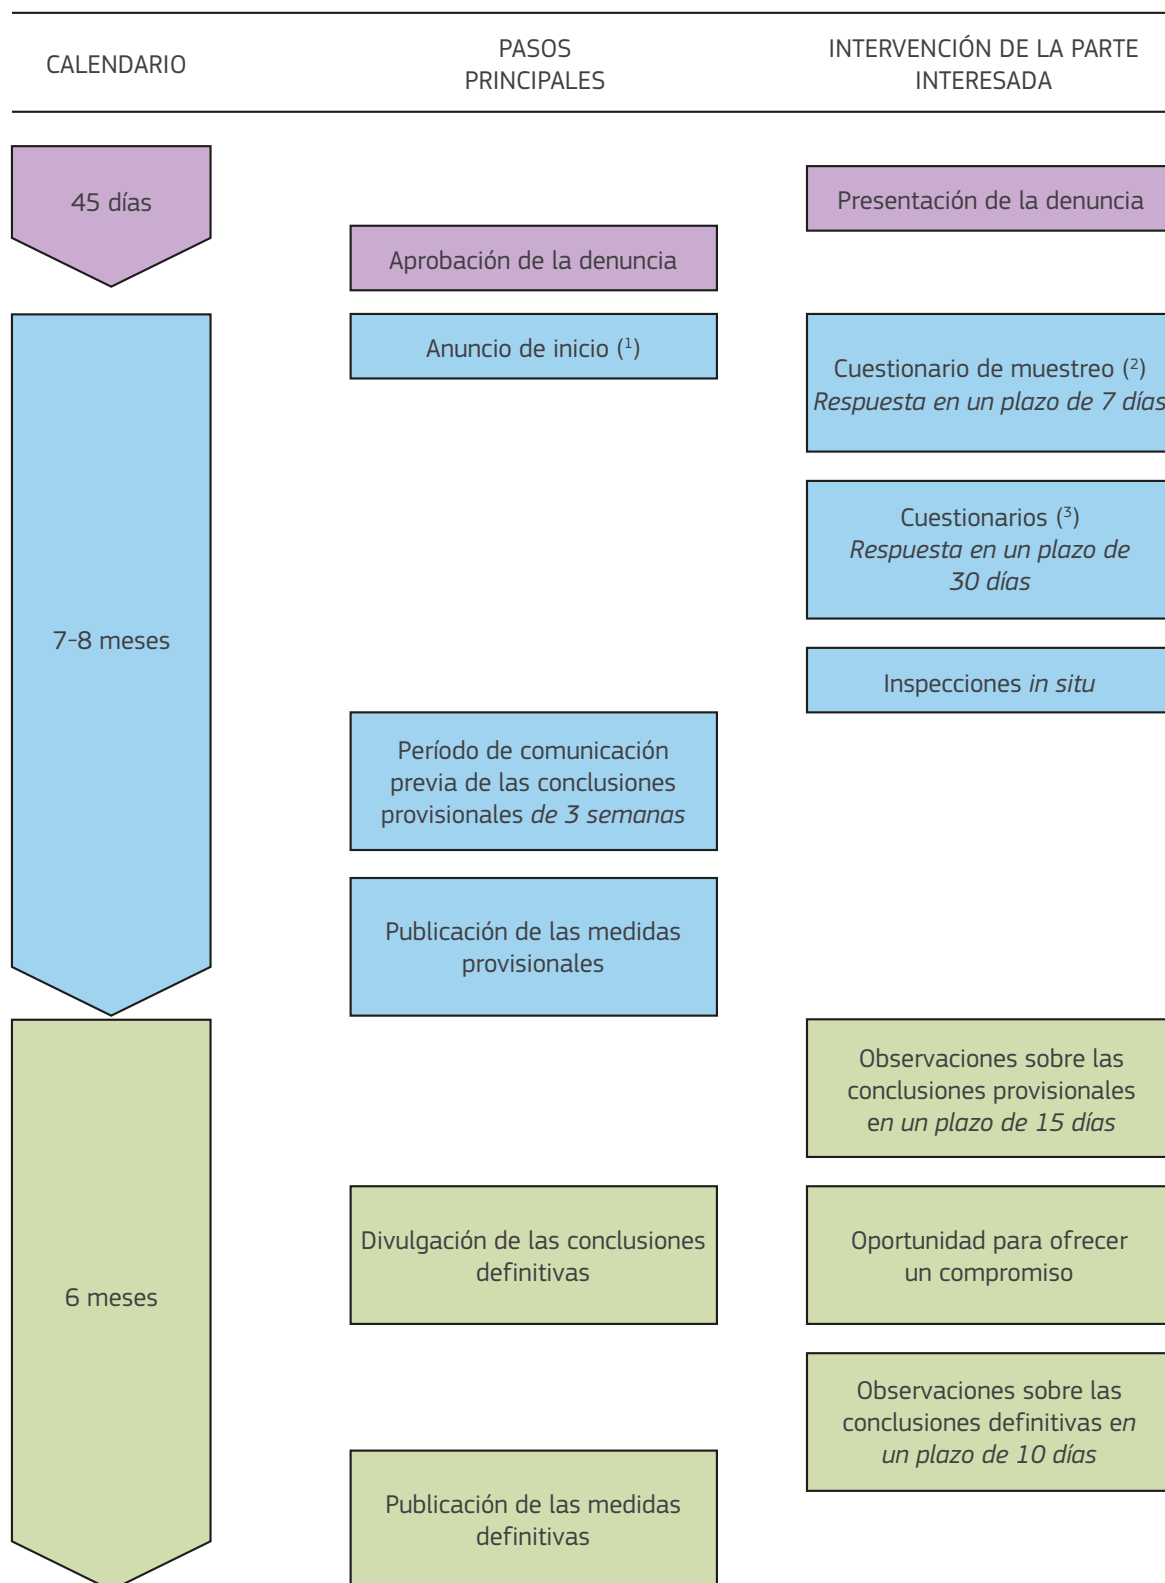 CALENDARIO
PASOS
PRINCIPALES
INTERVENCIÓN DE LA PARTE
INTERESADA
45 días
Presentación de la denuncia
Aprobación de la denuncia
7-8 meses
Anuncio de inicio (¹)
Cuestionario de muestreo (²)
Respuesta en un plazo de 7 días
Cuestionarios (³)
Respuesta en un plazo de
30 días
Inspecciones in situ
Período de comunicación
previa de las conclusiones
provisionales de 3 semanas
Publicación de las medidas
provisionales
6 meses
Observaciones sobre las
conclusiones provisionales
en un plazo de 15 días
Divulgación de las conclusiones
definitivas
Oportunidad para ofrecer
un compromiso
Observaciones sobre las
conclusiones definitivas en
un plazo de 10 días
Publicación de las medidas
definitivas